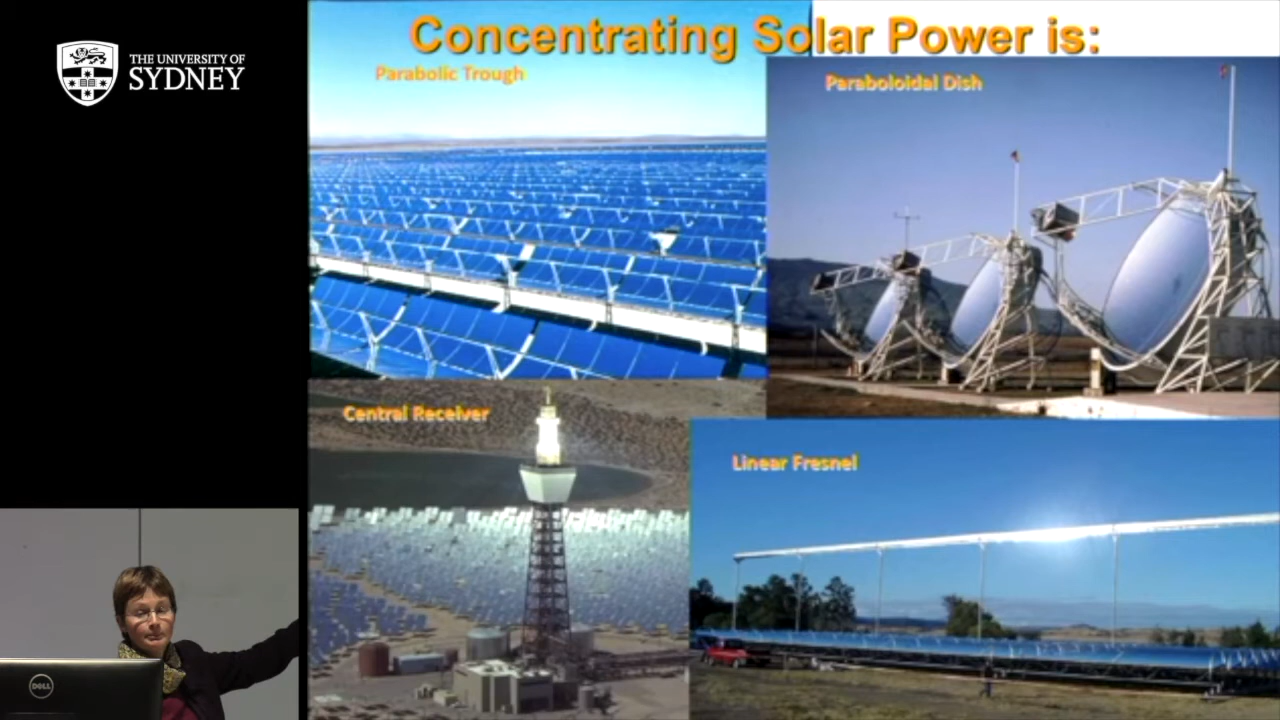 THE UNIVERSITY OF
SYDNEY
Concentrating Solar Power is:
Parabolic Trough
Paraboloidal Dish
Central Receiver
Linear Fresnel
DELL